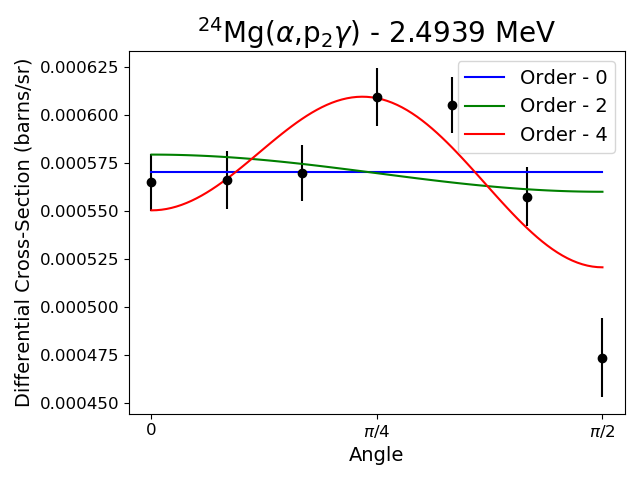 ²⁴Mg(α,p₂γ) - 2.4939 MeV
Differential Cross-Section (barns/sr)
0.000625
0.000600
0.000575
0.000550
0.000525
0.000500
0.000475
0.000450
Order - 0
Order - 2
Order - 4
0 π/4 π/2
Angle